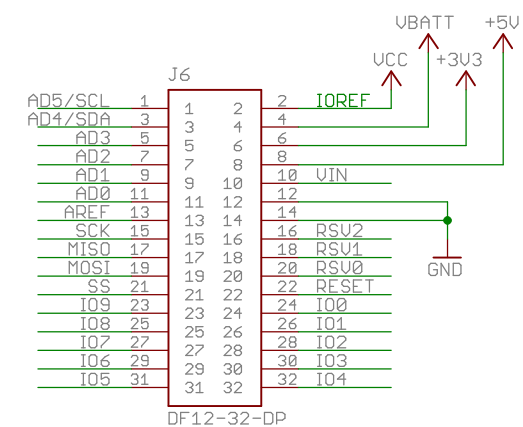 VBATT +5V
VCC +3V3
J6
AD5/SCL 1 1 2 2 IOREF
AD4/SDA 3 3 4 4
AD3 5 5 6 6
AD2 7 7 8 8
AD1 9 9 10 10 VIN
AD0 11 11 12 12
AREF 13 13 14 14
SCK 15 15 16 16 RSV2
MISO 17 17 18 18 RSV1
MOSI 19 19 20 20 RSV0
SS 21 21 22 22 RESET
IO9 23 23 24 24 IO0
IO8 25 25 26 26 IO1
IO7 27 27 28 28 IO2
IO6 29 29 30 30 IO3
IO5 31 31 32 32 IO4
GND
DF12-32-DP